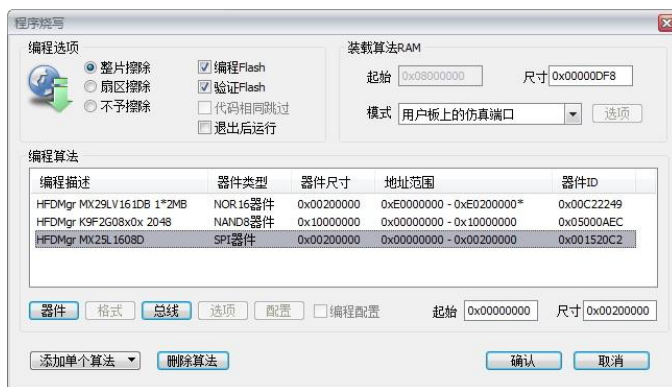 程序烧写
编程选项
整片擦除
扇区擦除
不予擦除
编程Flash
验证Flash
代码相同跳过
退出后运行
装载算法RAM
起始 0x08000000 尺寸 0x00000DF8
模式 用户板上的仿真端口 选项
编程算法
编程描述 器件类型 器件尺寸 地址范围 器件ID
HFDMgr MX29LV161DB 1*2MB NOR16器件 0x00200000 0xE0000000 - 0xE0200000* 0x00C22249
HFDMgr K9F2G08x0x 2048 NAND8器件 0x10000000 0x00000000 - 0x10000000 0x05000AEC
HFDMgr MX25L1608D SPI器件 0x00200000 0x00000000 - 0x00200000 0x001520C2
器件 格式 总线 选项 配置 编程配置 起始 0x00000000 尺寸 0x00200000
添加单个算法 删除算法 确认 取消